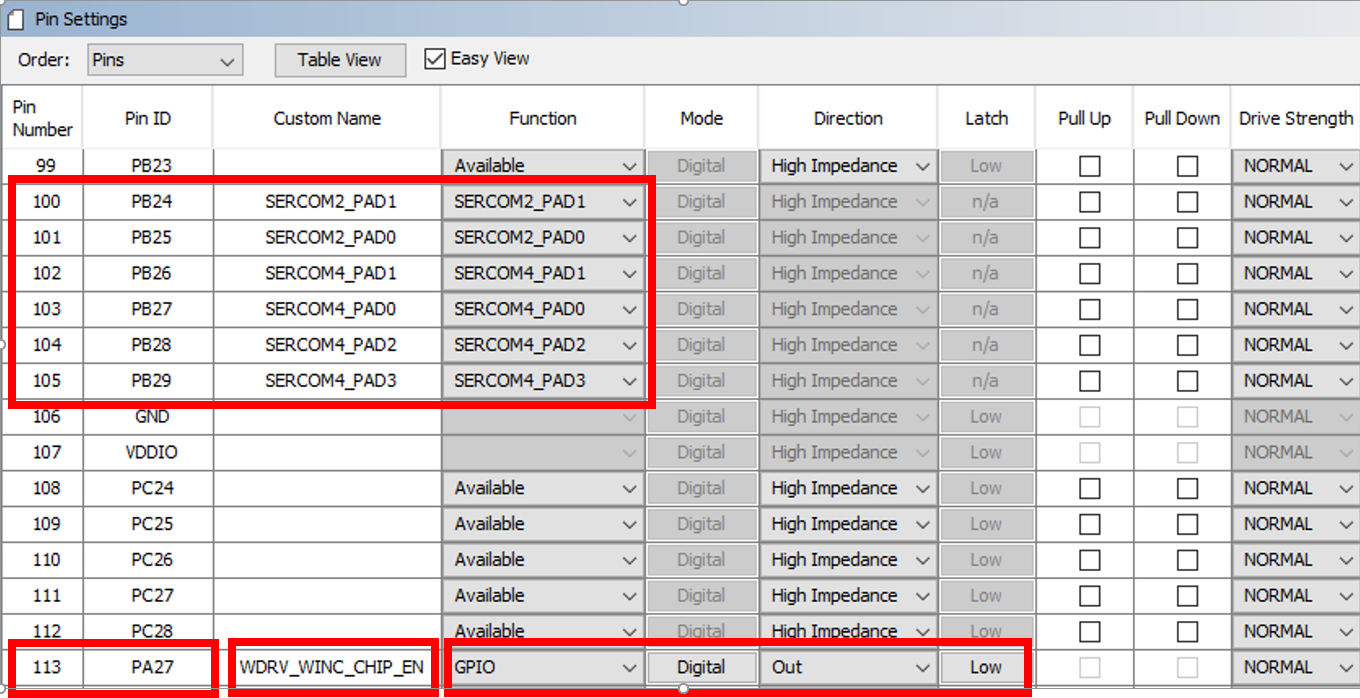 Pin Settings
Order: Pins Table View Easy View
Pin Number Pin ID Custom Name Function Mode Direction Latch Pull Up Pull Down Drive Strength
99 PB23 Available Digital High Impedance Low NORMAL
100 PB24 SERCOM2_PAD1 SERCOM2_PAD1 Digital High Impedance n/a NORMAL
101 PB25 SERCOM2_PAD0 SERCOM2_PAD0 Digital High Impedance n/a NORMAL
102 PB26 SERCOM4_PAD1 SERCOM4_PAD1 Digital High Impedance n/a NORMAL
103 PB27 SERCOM4_PAD0 SERCOM4_PAD0 Digital High Impedance n/a NORMAL
104 PB28 SERCOM4_PAD2 SERCOM4_PAD2 Digital High Impedance n/a NORMAL
105 PB29 SERCOM4_PAD3 SERCOM4_PAD3 Digital High Impedance n/a NORMAL
106 GND Digital High Impedance Low NORMAL
107 VDDIO Digital High Impedance Low NORMAL
108 PC24 Available Digital High Impedance Low NORMAL
109 PC25 Available Digital High Impedance Low NORMAL
110 PC26 Available Digital High Impedance Low NORMAL
111 PC27 Available Digital High Impedance Low NORMAL
112 PC28 Available Digital High Impedance Low NORMAL
113 PA27 WDRV_WINC_CHIP_EN GPIO Digital Out Low NORMAL